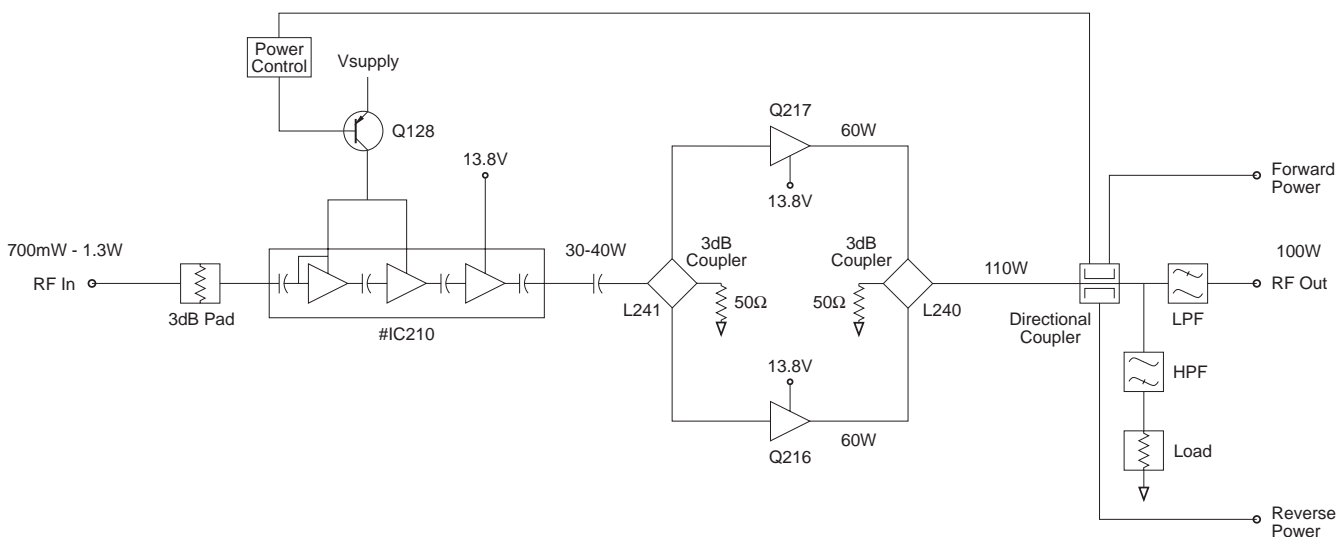 Power
Control
Vsupply
Q128
13.8V
Q217
60W
13.8V
Forward
Power
700mW - 1.3W
RF In
3dB Pad
#IC210
30-40W
3dB
Coupler
50Ω
L241
3dB
Coupler
50Ω
L240
110W
Directional
Coupler
100W
RF Out
LPF
HPF
Load
13.8V
60W
Q216
Reverse
Power